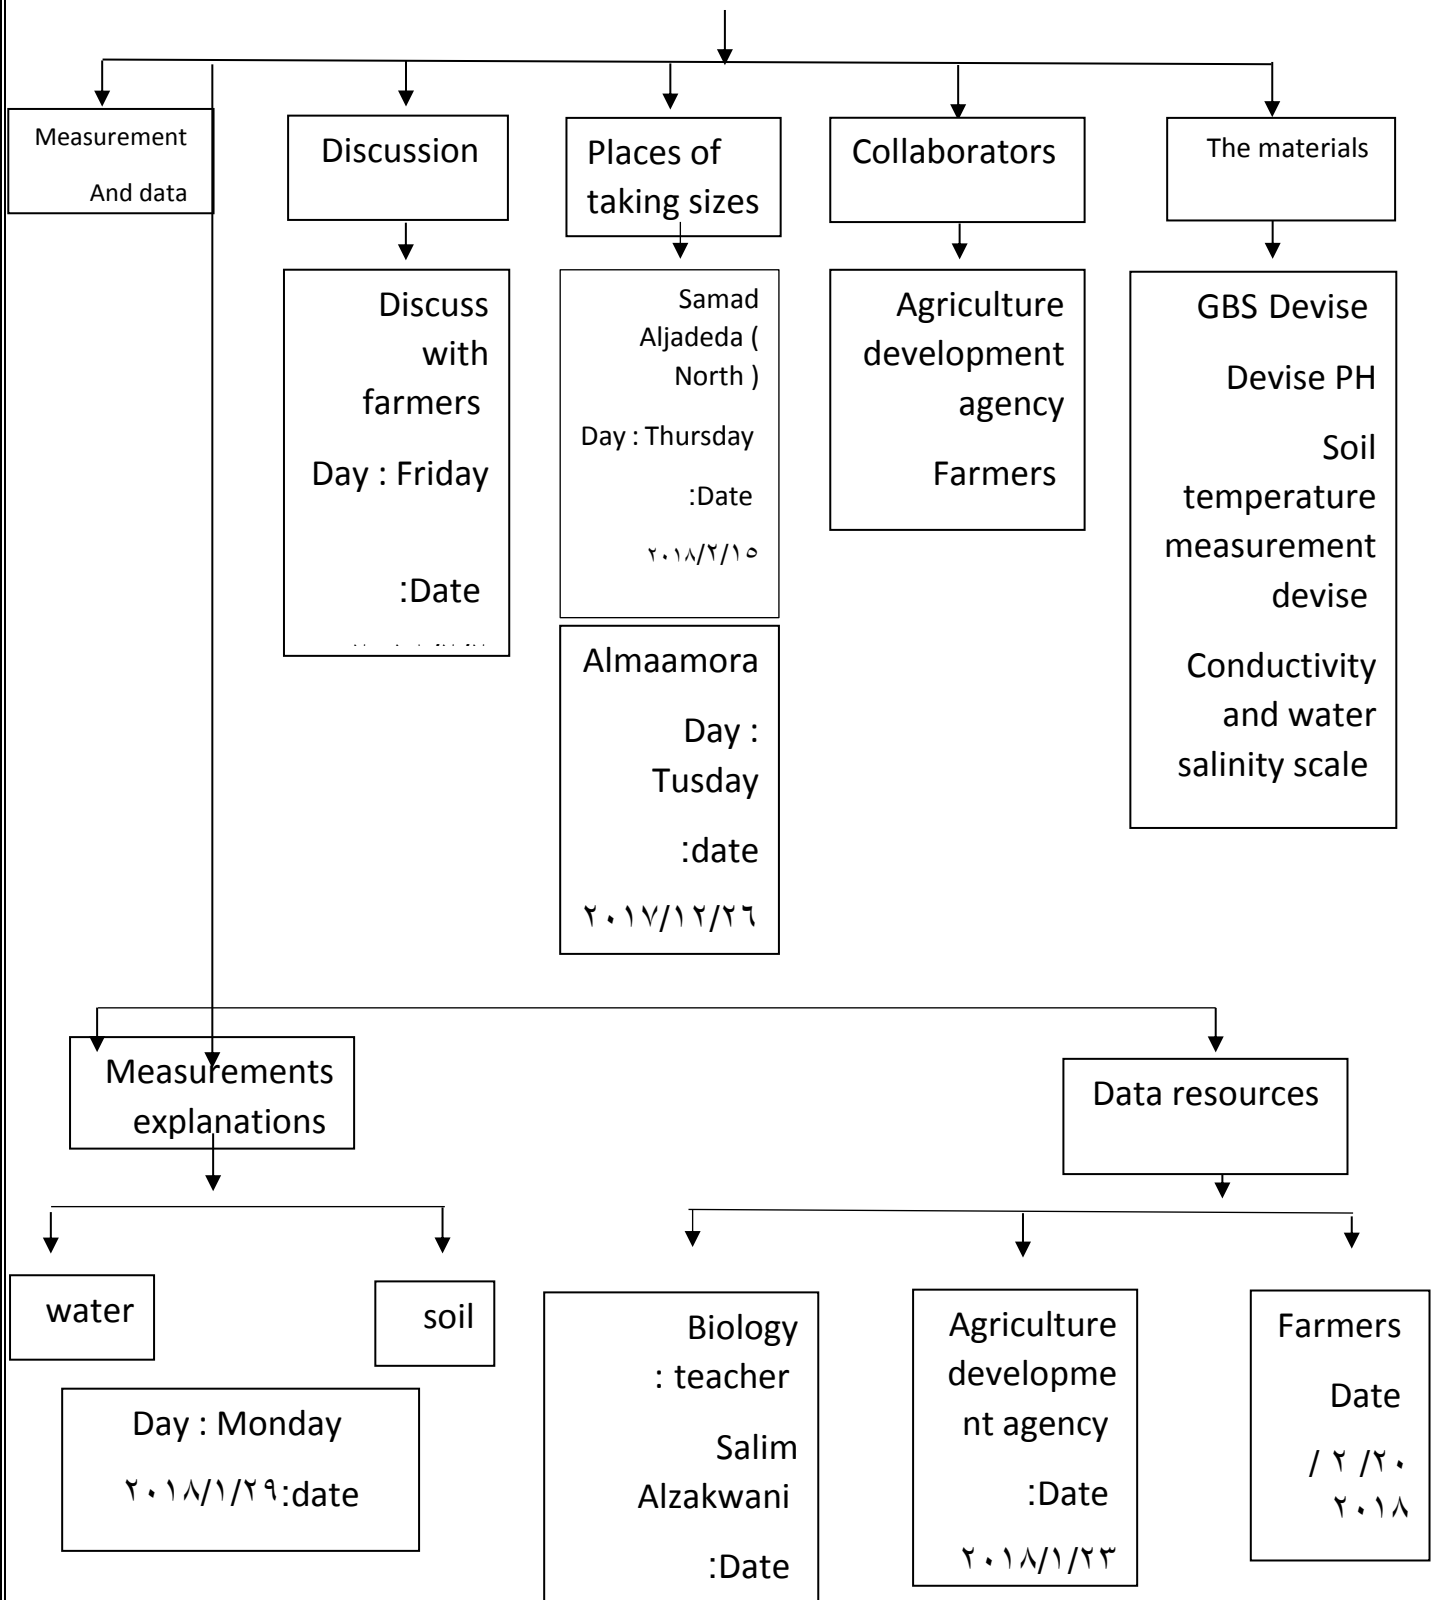 Measurement
And data
Discussion
Places of
taking sizes
Collaborators
The materials
Discuss
with
farmers
Day : Friday
:Date
Samad
Aljadeda (
North )
Day : Thursday
:Date
٢٠١٨/٢/١٥
Almaamora
Day :
Tusday
:date
٢٠١٧/١٢/٢٦
Agriculture
development
agency
Farmers
GBS Devise
Devise PH
Soil
temperature
measurement
devise
Conductivity
and water
salinity scale
Measurements
explanations
Data resources
water
soil
Day : Monday
٢٠١٨/١/٢٩:date
Biology
: teacher
Salim
Alzakwani
:Date
Agriculture
developme
nt agency
:Date
٢٠١٨/١/٢٣
Farmers
Date
/ ٢ /٢٠
٢٠١٨